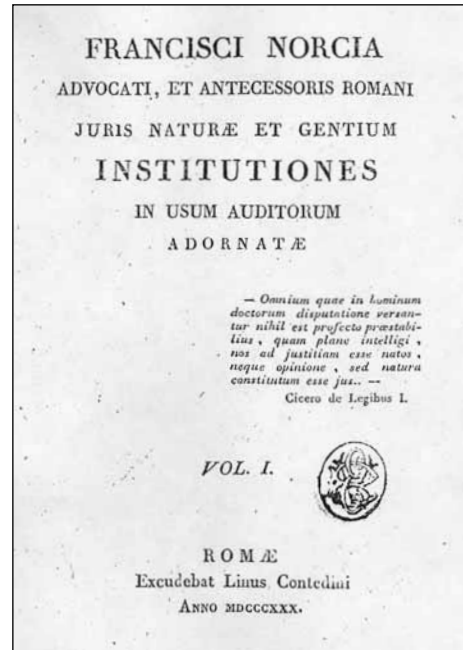 FRANCISCI NORCIA
ADVOCATI, ET ANTECESSORIS ROMANI
JURIS NATURÆ ET GENTIUM
INSTITUTIONES
IN USUM AUDITORUM
ADORNATÆ
— Omnium quae in hominum
doctorum disputatione versan-
tur nihil est profecto præstabi-
lius, quam plane intelligi,
nos ad justitiam esse natos,
neque opinione, sed natura
constitutum esse jus.. —
Cicero de Legibus I.
VOL. I.
ROMÆ
Excudebat Linus Contedini
ANNO MDCCCXXX.